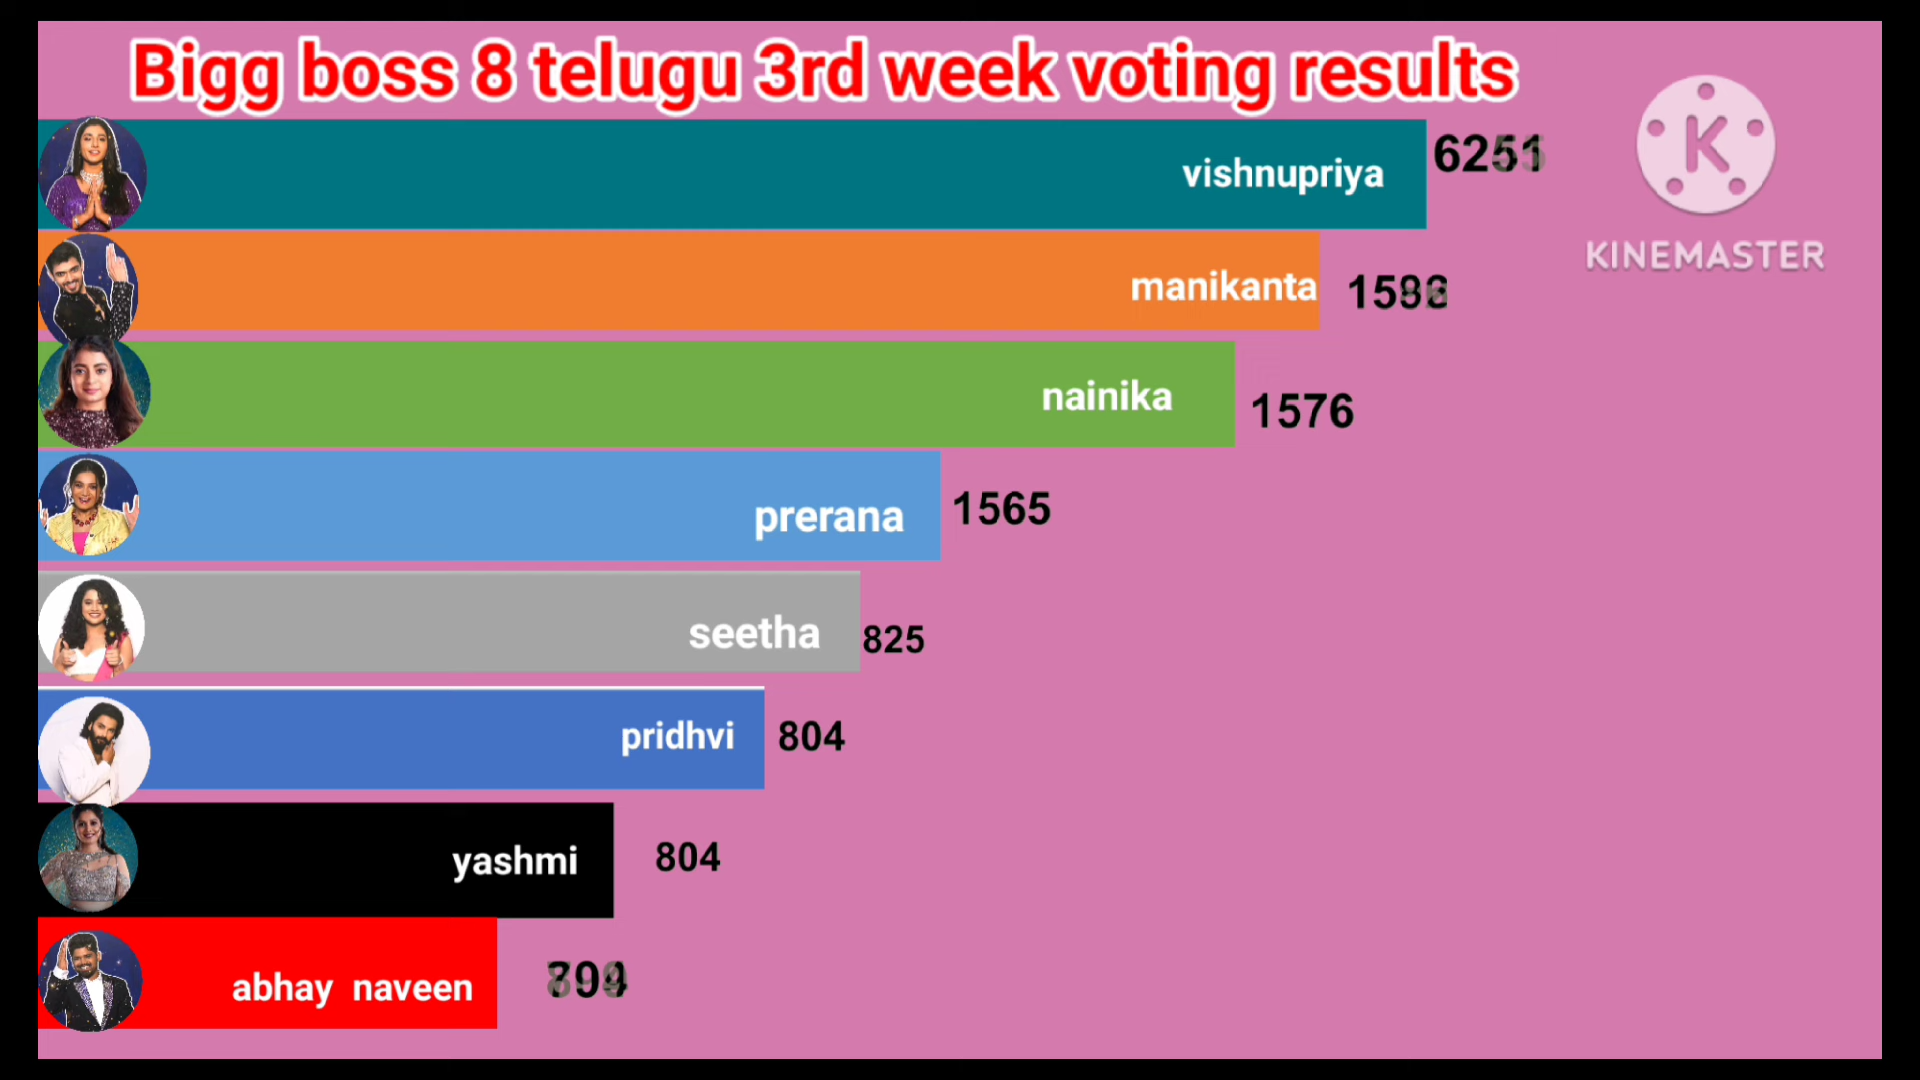 Bigg boss 8 telugu 3rd week voting results
vishnupriya
KINEMASTER
manikanta
nainika 1576
prerana 1565
seetha 825
pridhvi 804
yashmi 804
abhay naveen